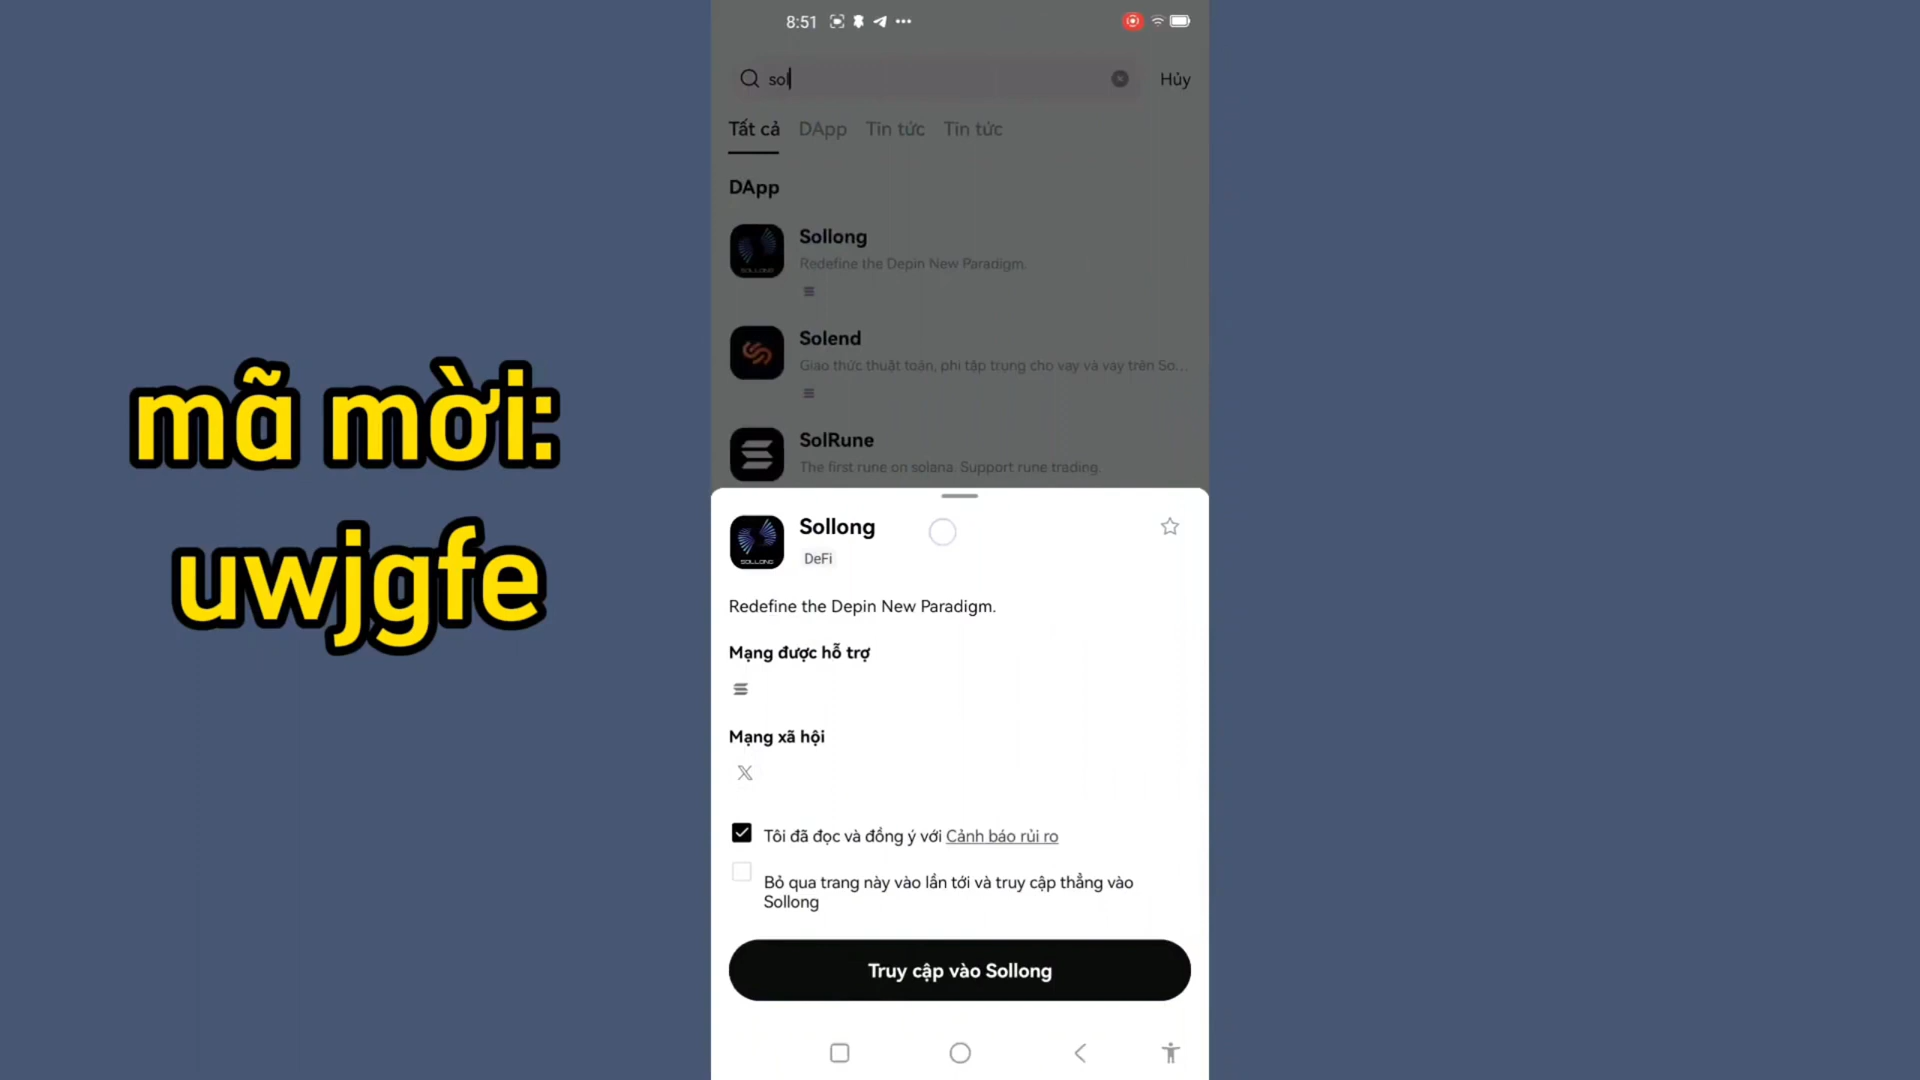 mã mời:
uwjgfe
8:51
sol
Hủy
Tất cả DApp Tin tức Tin tức
DApp
Sollong
Redefine the Depin New Paradigm.
SOLLONG
Solend
Giao thức thuật toán, phi tập trung cho vay và vay trên So...
SolRune
The first rune on solana. Support rune trading.
Sollong
SOLLONG
DeFi
Redefine the Depin New Paradigm.
Mạng được hỗ trợ
Mạng xã hội
Tôi đã đọc và đồng ý với Cảnh báo rủi ro
Bỏ qua trang này vào lần tới và truy cập thẳng vào
Sollong
Truy cập vào Sollong